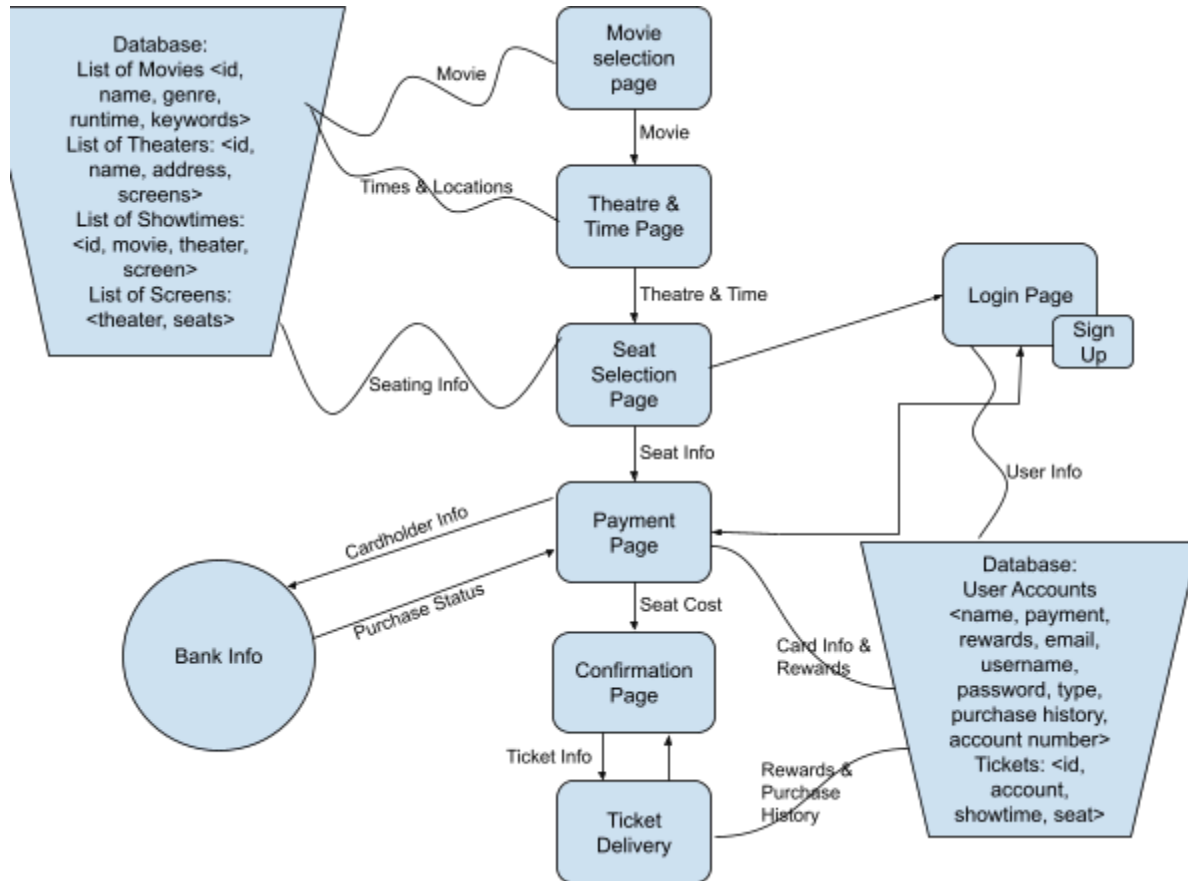 Database:
List of Movies <id,
name, genre,
runtime, keywords>
List of Theaters: <id,
name, address,
screens>
List of Showtimes:
<id, movie, theater,
screen>
List of Screens:
<theater, seats>
Movie
selection
page
Movie
Movie
Times & Locations
Theatre &
Time Page
Theatre & Time
Login Page
Sign
Up
Seat
Selection
Page
Seating Info
Seat Info
User Info
Payment
Page
Cardholder Info
Purchase Status
Bank Info
Seat Cost
Card Info &
Rewards
Confirmation
Page
Ticket Info
Rewards &
Purchase
History
Ticket
Delivery
Database:
User Accounts
<name, payment,
rewards, email,
username,
password, type,
purchase history,
account number>
Tickets: <id,
account,
showtime, seat>